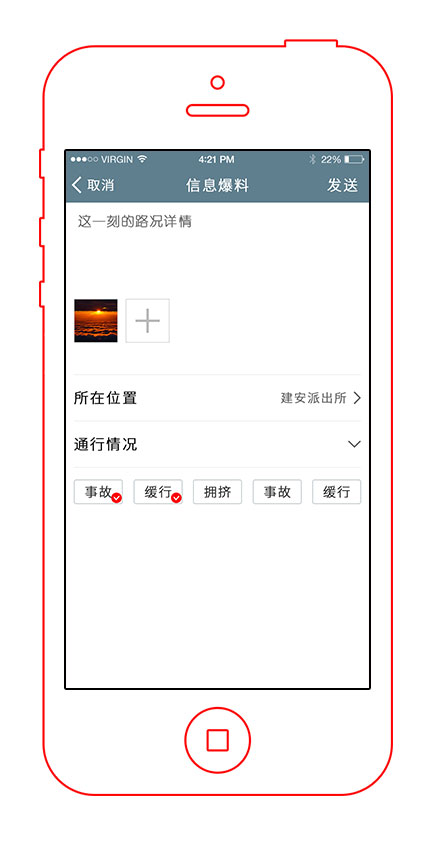 VIRGIN 4:21 PM 22%
取消 信息爆料 发送
这一刻的路况详情
所在位置 建安派出所
通行情况
事故 缓行 拥挤 事故 缓行